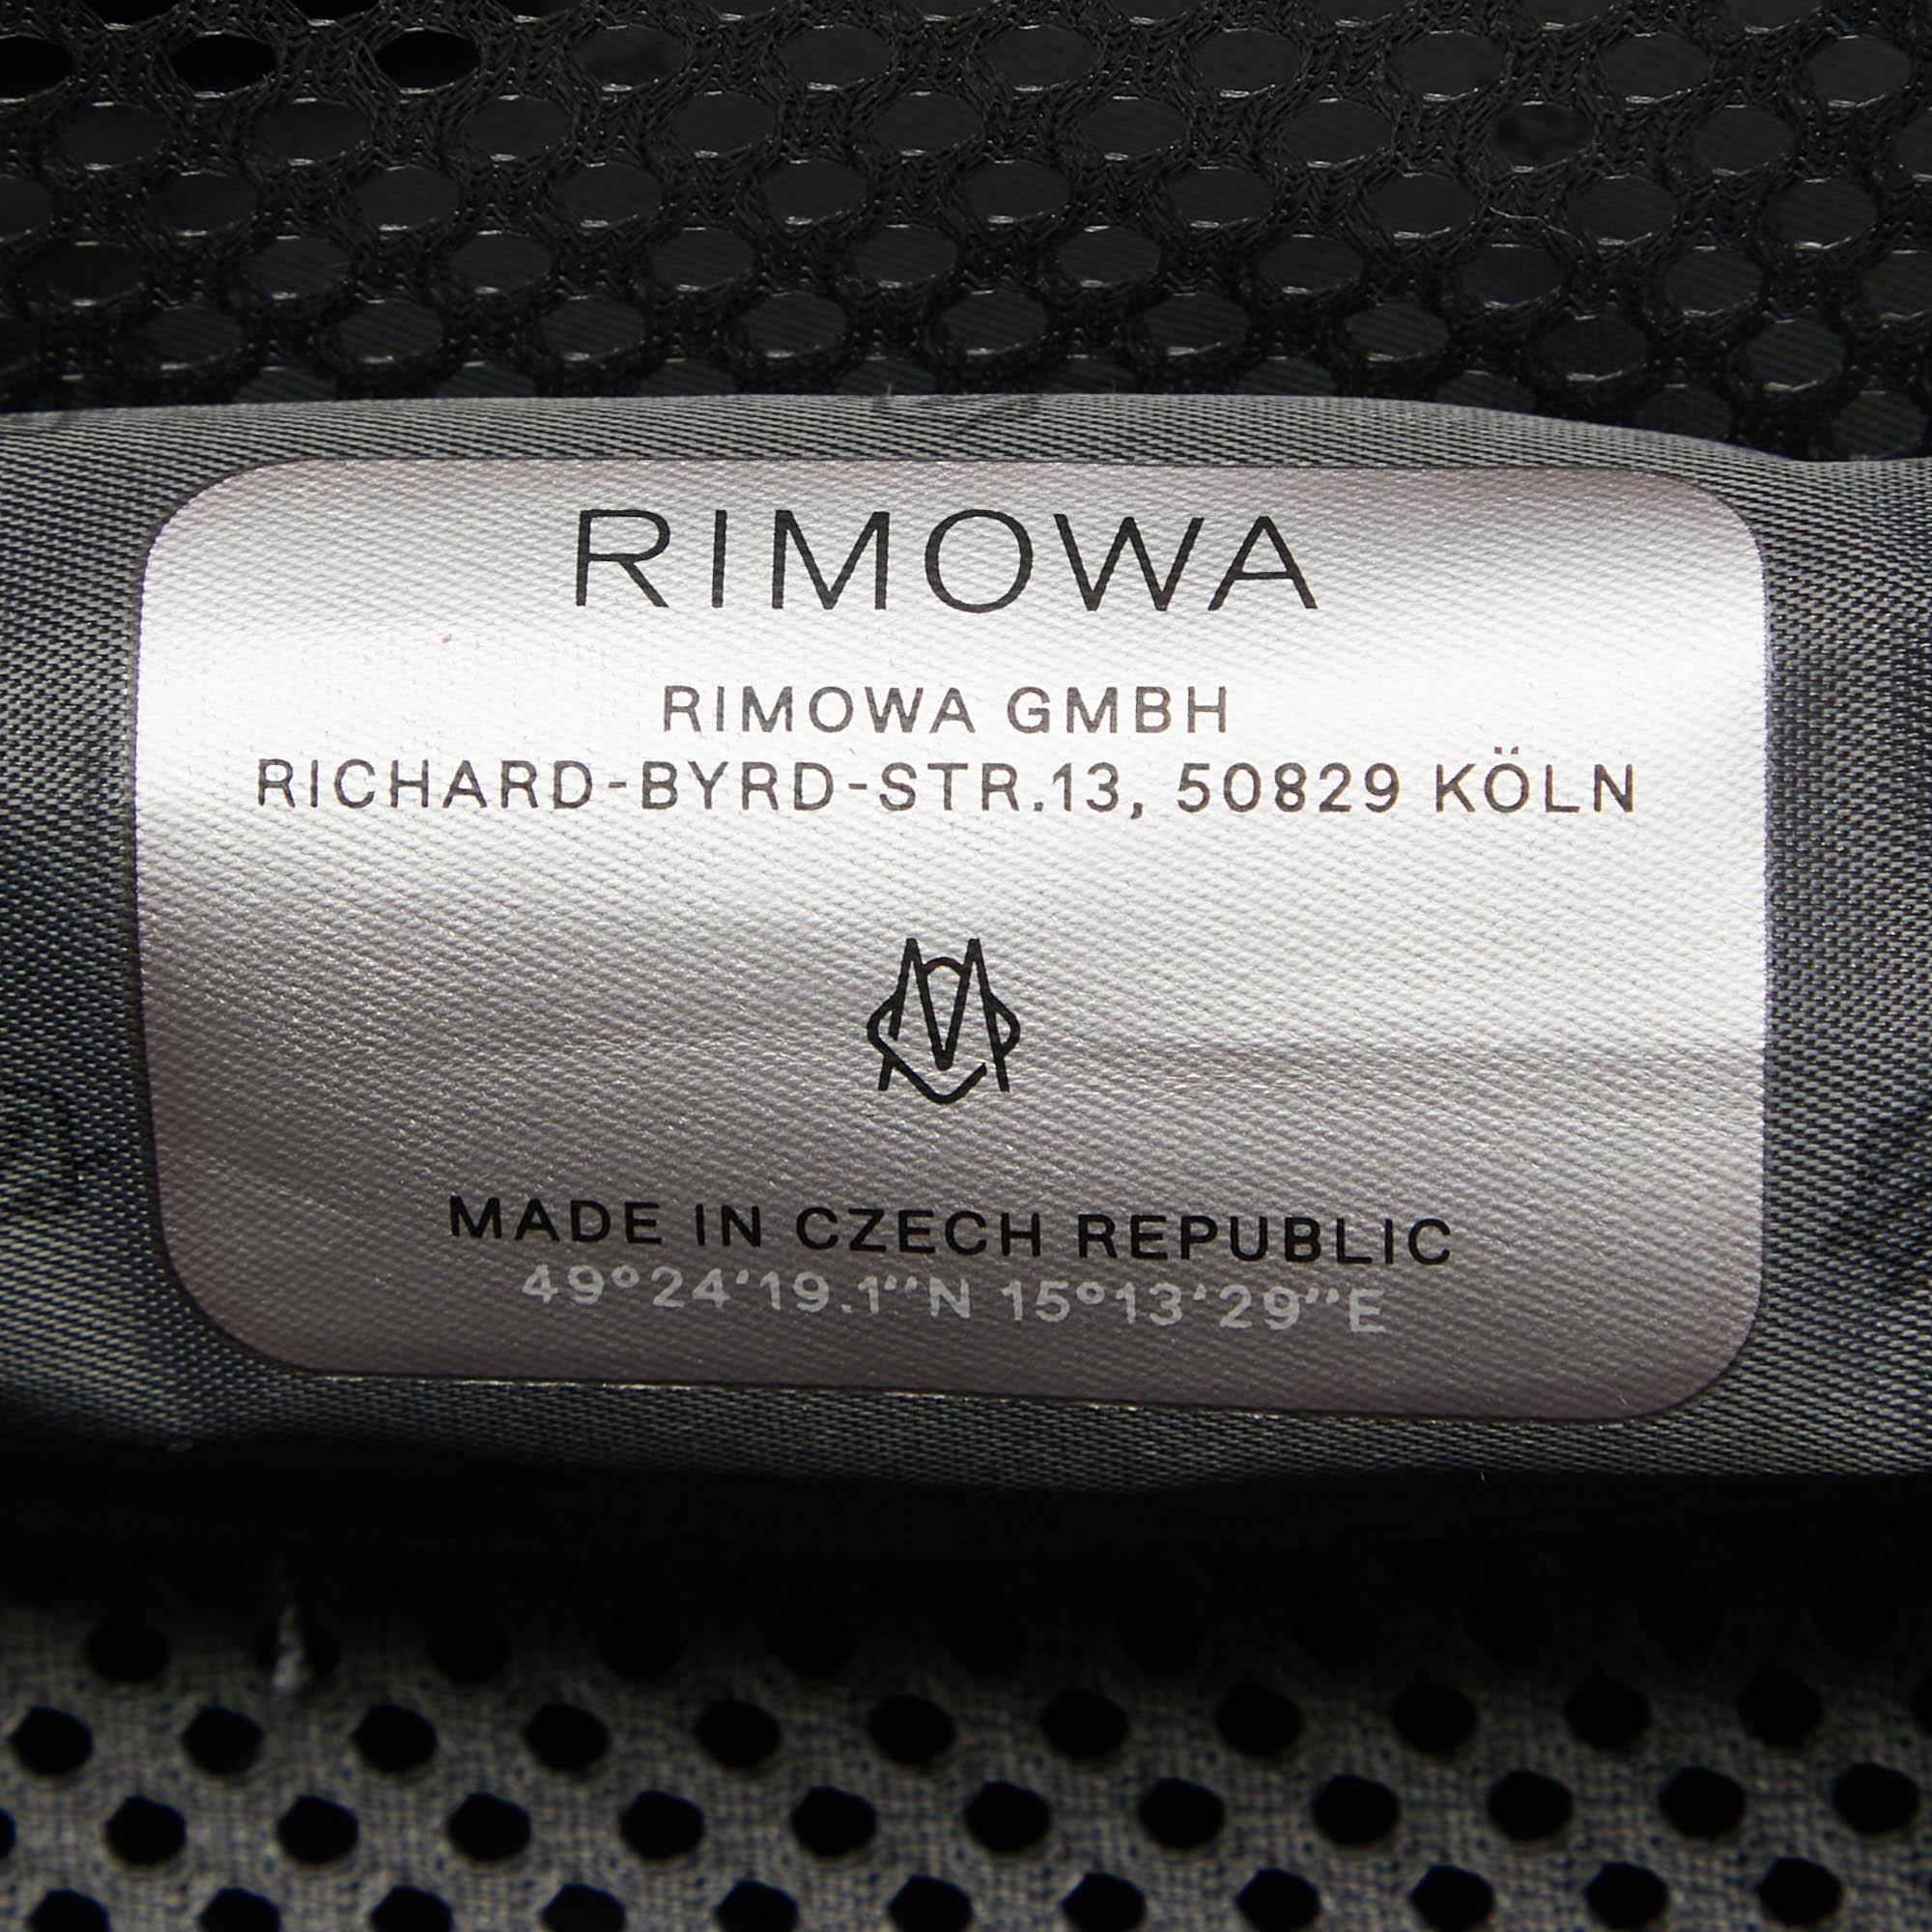 RIMOWA
RIMOWA GMBH
RICHARD-BYRD-STR.13, 50829 KÖLN
MADE IN CZECH REPUBLIC
49°24'19.1"N 15°13'29"E